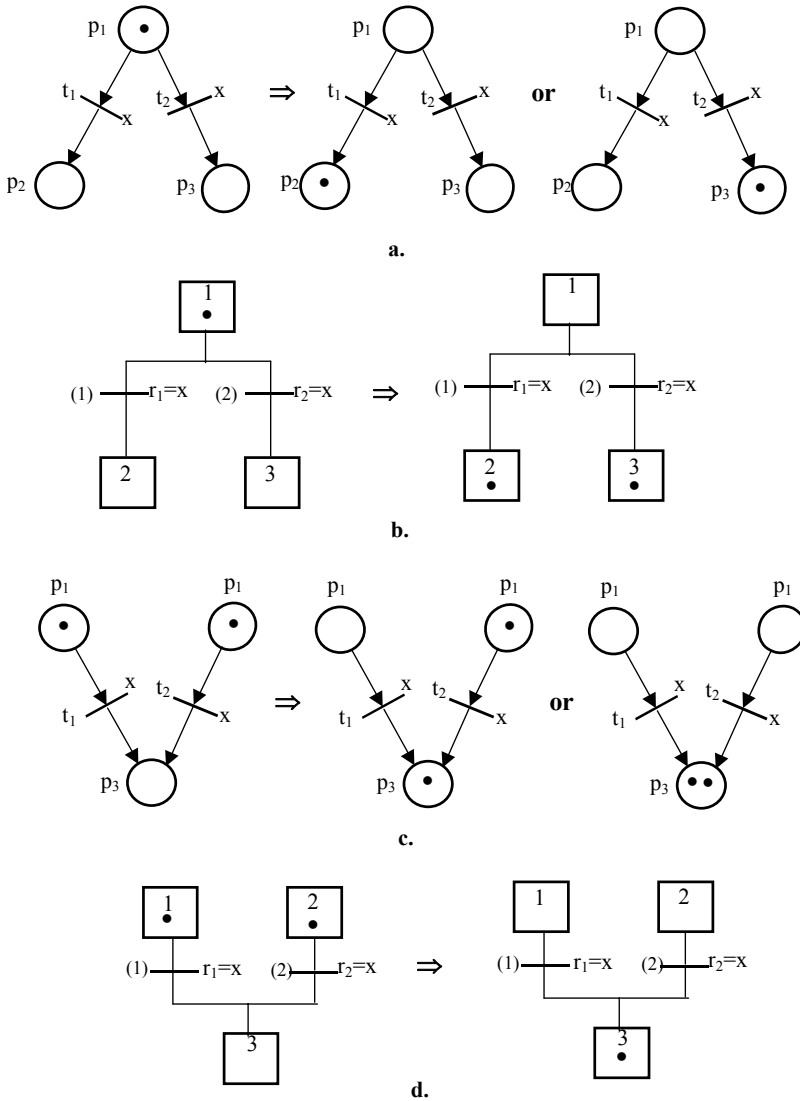 p₁ p₁ p₁
t₁ x t₂ x ⇒ t₁ x t₂ x or t₁ x t₂ x
p₂ p₃ p₂ p₃ p₂ p₃
a.
1 1
(1) r₁=x (2) r₂=x ⇒ (1) r₁=x (2) r₂=x
2 3 2 3
b.
p₁ p₁ p₁ p₁ p₁ p₁
t₁ x t₂ x ⇒ t₁ x t₂ x or t₁ x t₂ x
p₃ p₃ p₃
c.
1 2 1 2
(1) r₁=x (2) r₂=x ⇒ (1) r₁=x (2) r₂=x
3 3
d.